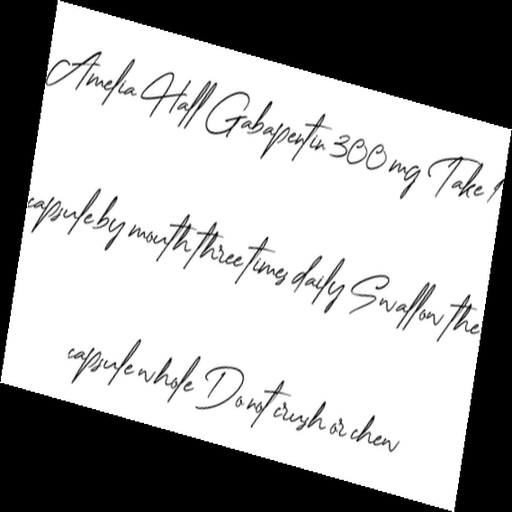 Amelia Hall Gabapentin 300 mg Take 1
capsule by mouth three times daily Swallow the
capsule whole Do not crush or chew